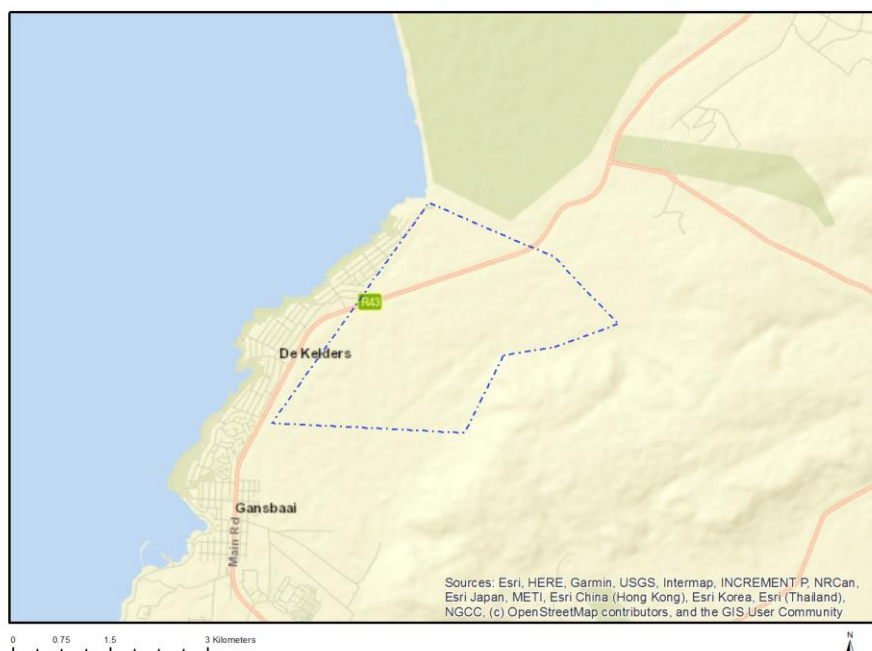 R43
De Kelders
Gansbaai
Main Rd
Sources: Esri, HERE, Garmin, USGS, Intermap, INCREMENT P, NRCan,
Esri Japan, METI, Esri China (Hong Kong), Esri Korea, Esri (Thailand),
NGCC, (c) OpenStreetMap contributors, and the GIS User Community
0 0.75 1.5 3 Kilometers
N